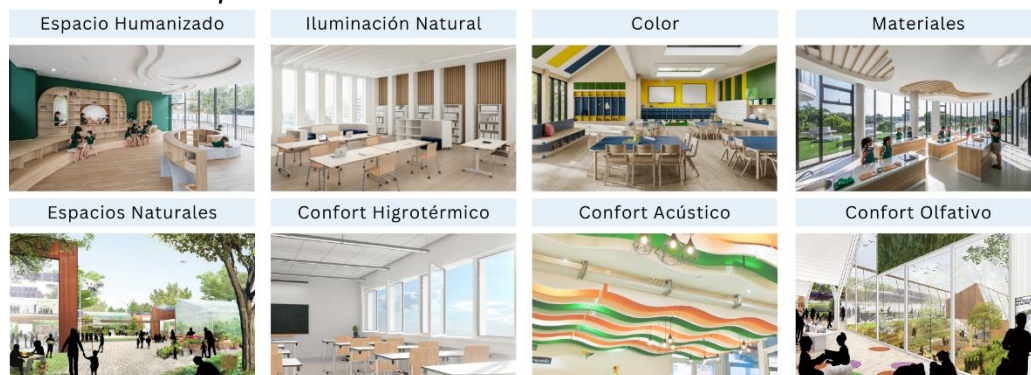 Espacio Humanizado
Iluminación Natural
Color
Materiales
Espacios Naturales
Confort Higrotérmico
Confort Acústico
Confort Olfativo